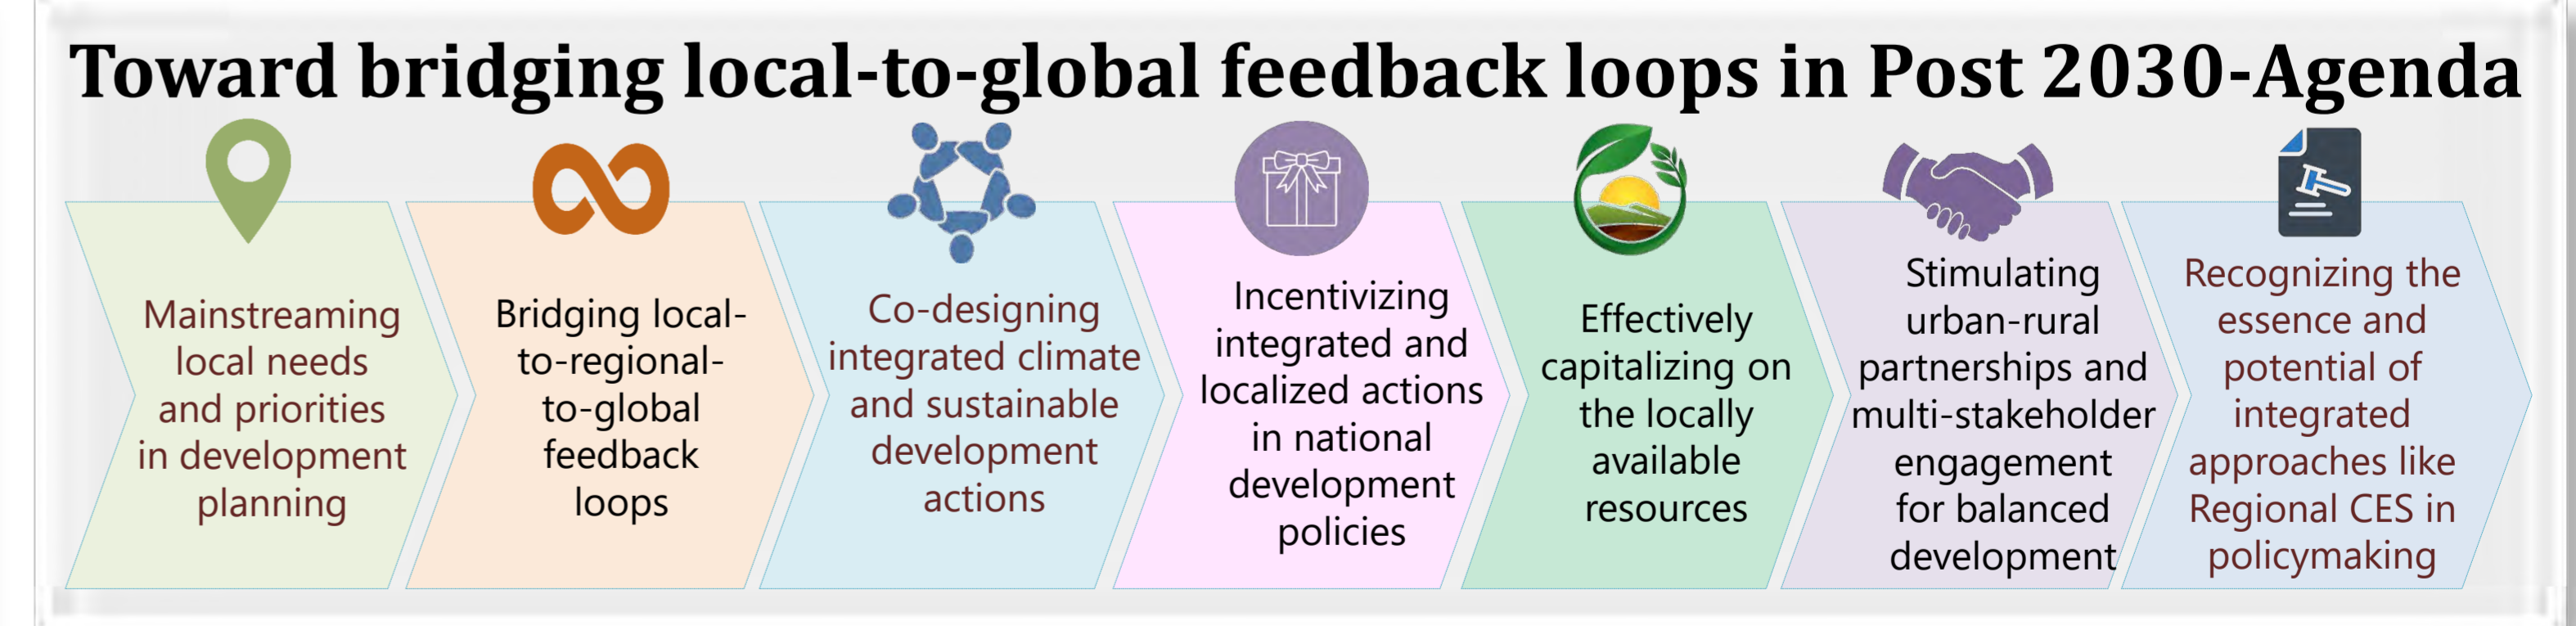 Toward bridging local-to-global feedback loops in Post 2030-Agenda
Mainstreaming
local needs
and priorities
in development
planning
Bridging local-
to-regional-
to-global
feedback
loops
Co-designing
integrated climate
and sustainable
development
actions
Incentivizing
integrated and
localized actions
in national
development
policies
Effectively
capitalizing on
the locally
available
resources
Stimulating
urban-rural
partnerships and
multi-stakeholder
engagement
for balanced
development
Recognizing the
essence and
potential of
integrated
approaches like
Regional CES in
policymaking